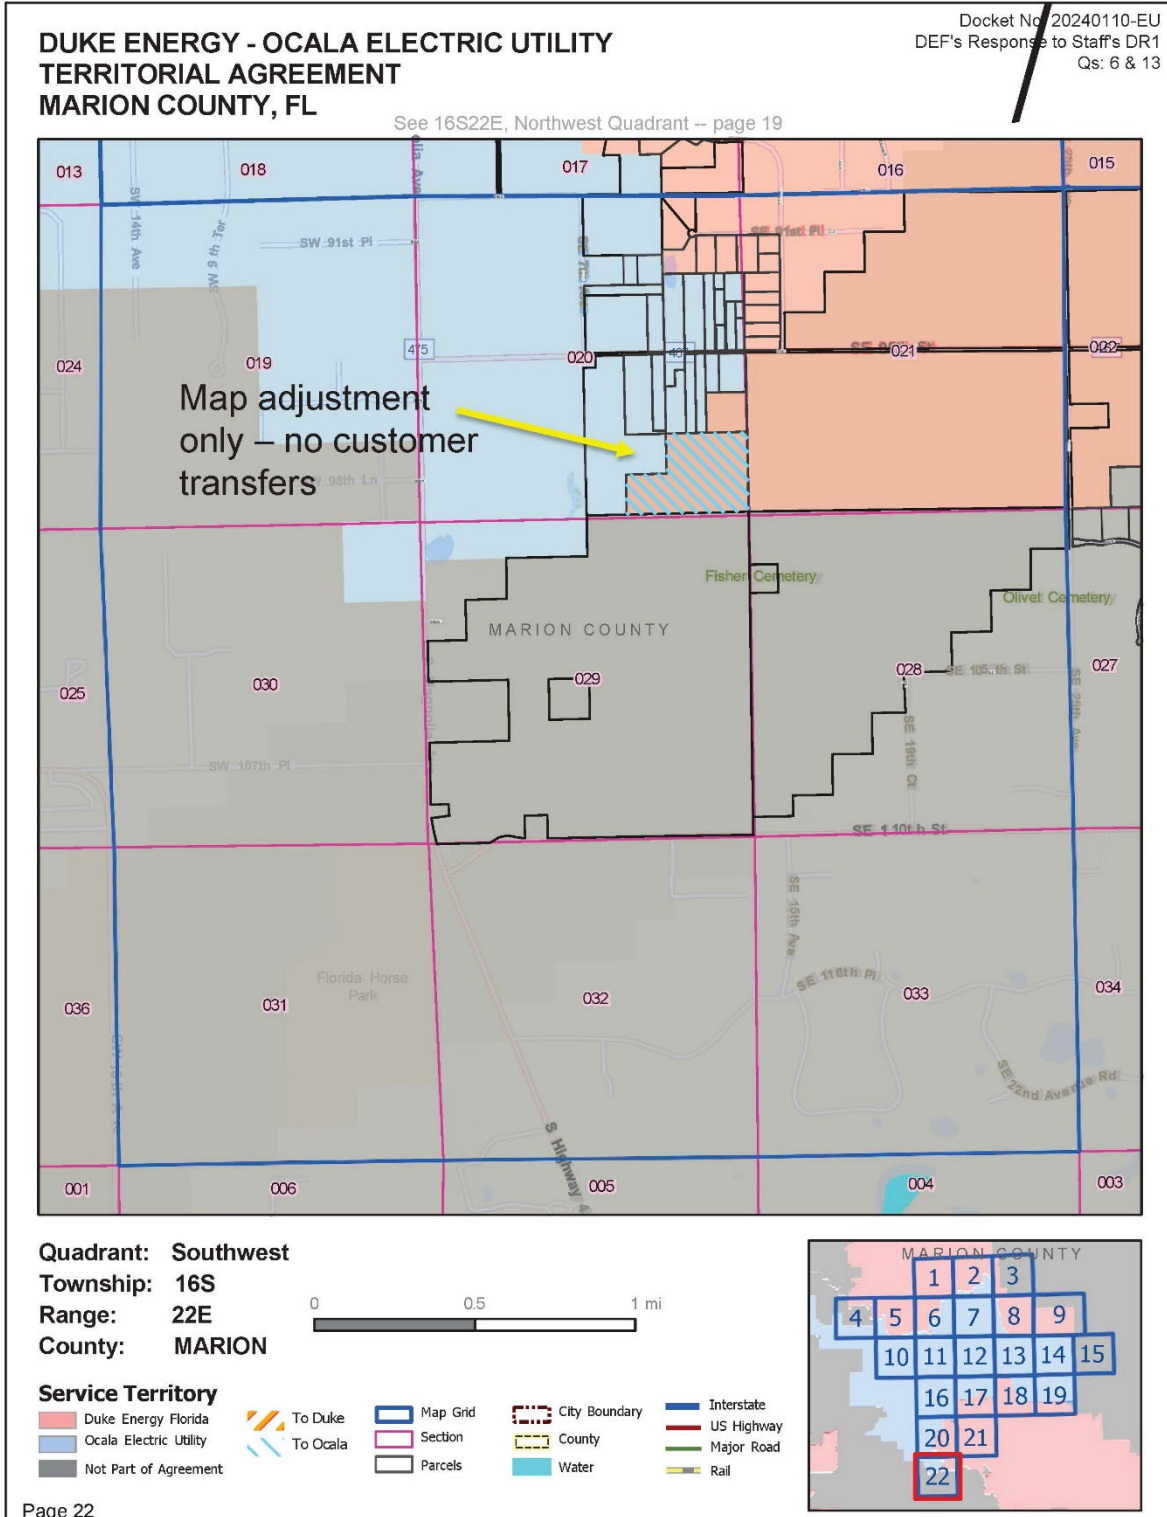 DUKE ENERGY - OCALA ELECTRIC UTILITY
TERRITORIAL AGREEMENT
MARION COUNTY, FL
Docket No. 20240110-EU
DEF's Response to Staff's DR1
Qs: 6 & 13
See 16S22E, Northwest Quadrant -- page 19
013
018
017
016
015
SW 14th Ave
SW 9th Ter
SW 91st Pl
SE 91st Pl
024
019
475
020
021
022
Map adjustment
only – no customer
transfers
SW 98th Ln
Fisher Cemetery
Olivet Cemetery
MARION COUNTY
025
030
029
028
027
SE 105th St
SE 25th Ave
SE 19th Ct
SW 107th Pl
SE 110th St
SE 15th Ave
Florida Horse
Park
SE 116th Pl
036
031
032
033
034
SE 22nd Avenue Rd
S Highway 4
001
006
005
004
003
Quadrant: Southwest
Township: 16S
Range: 22E
County: MARION
0 0.5 1 mi
Service Territory
Duke Energy Florida
Ocala Electric Utility
Not Part of Agreement
To Duke
To Ocala
Map Grid
Section
Parcels
City Boundary
County
Water
Interstate
US Highway
Major Road
Rail
MARION COUNTY
1 2 3
4 5 6 7 8 9
10 11 12 13 14 15
16 17 18 19
20 21
22
Page 22